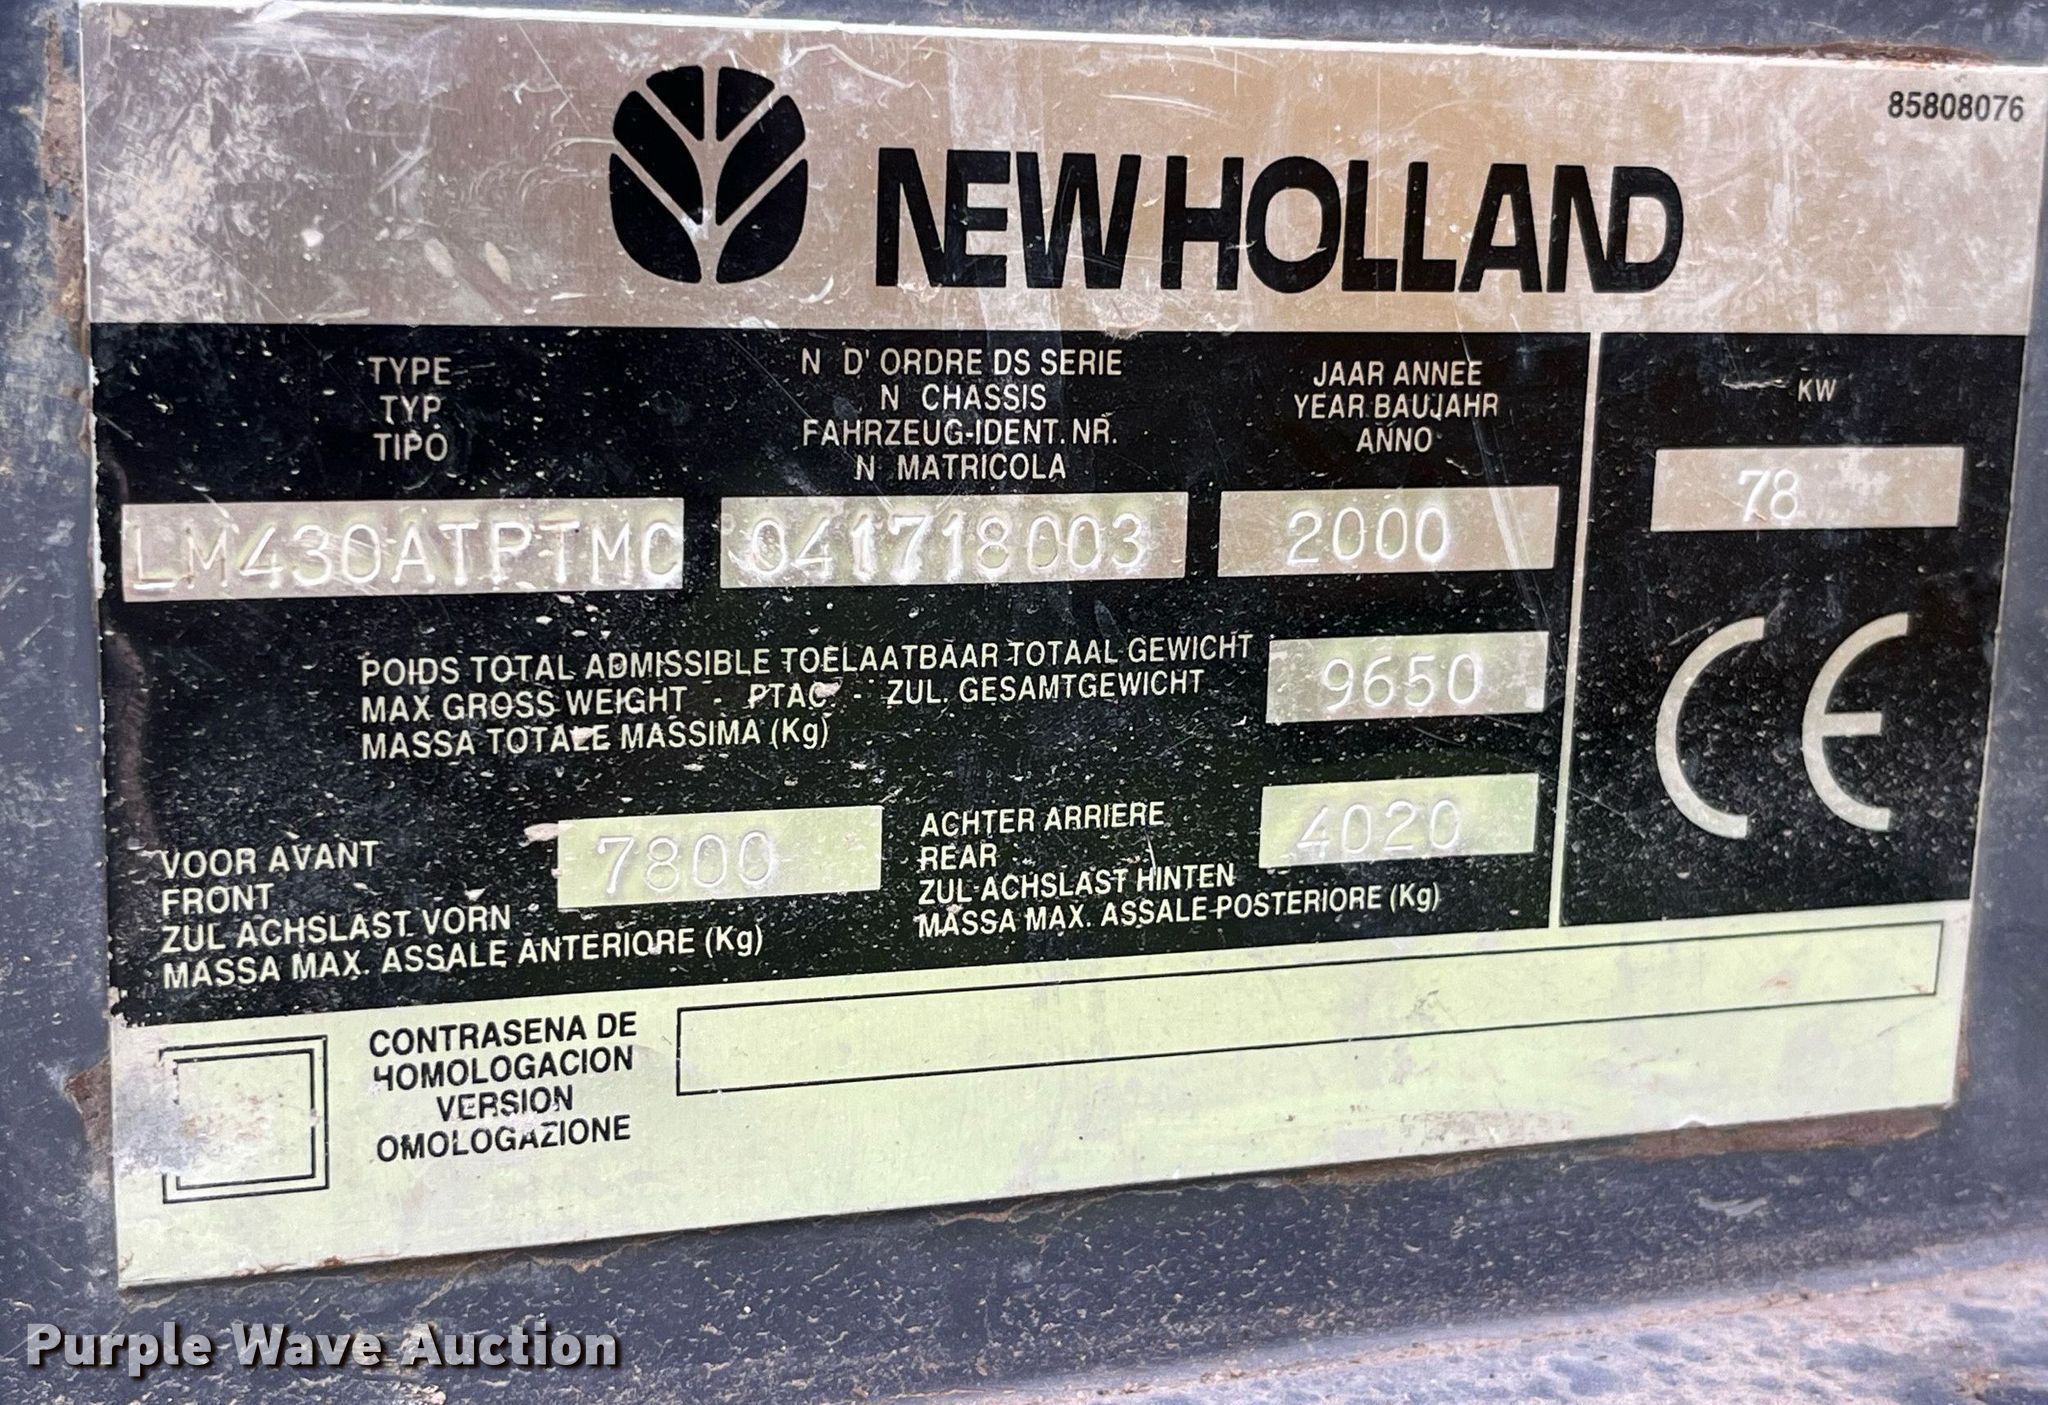 85808076
NEW HOLLAND
TYPE
TYP
TIPO
N D' ORDRE DS SERIE
N CHASSIS
FAHRZEUG-IDENT. NR.
N MATRICOLA
JAAR ANNEE
YEAR BAUJAHR
ANNO
KW
LM430ATPTMC
041718003
2000
78
POIDS TOTAL ADMISSIBLE TOELAATBAAR TOTAAL GEWICHT
MAX GROSS WEIGHT - PTAC - ZUL. GESAMTGEWICHT
MASSA TOTALE MASSIMA (Kg)
9650
CE
VOOR AVANT
FRONT
ZUL ACHSLAST VORN
MASSA MAX. ASSALE ANTERIORE (Kg)
7800
ACHTER ARRIERE
REAR
ZUL ACHSLAST HINTEN
MASSA MAX. ASSALE POSTERIORE (Kg)
4020
CONTRASENA DE
HOMOLOGACION
VERSION
OMOLOGAZIONE
Purple Wave Auction